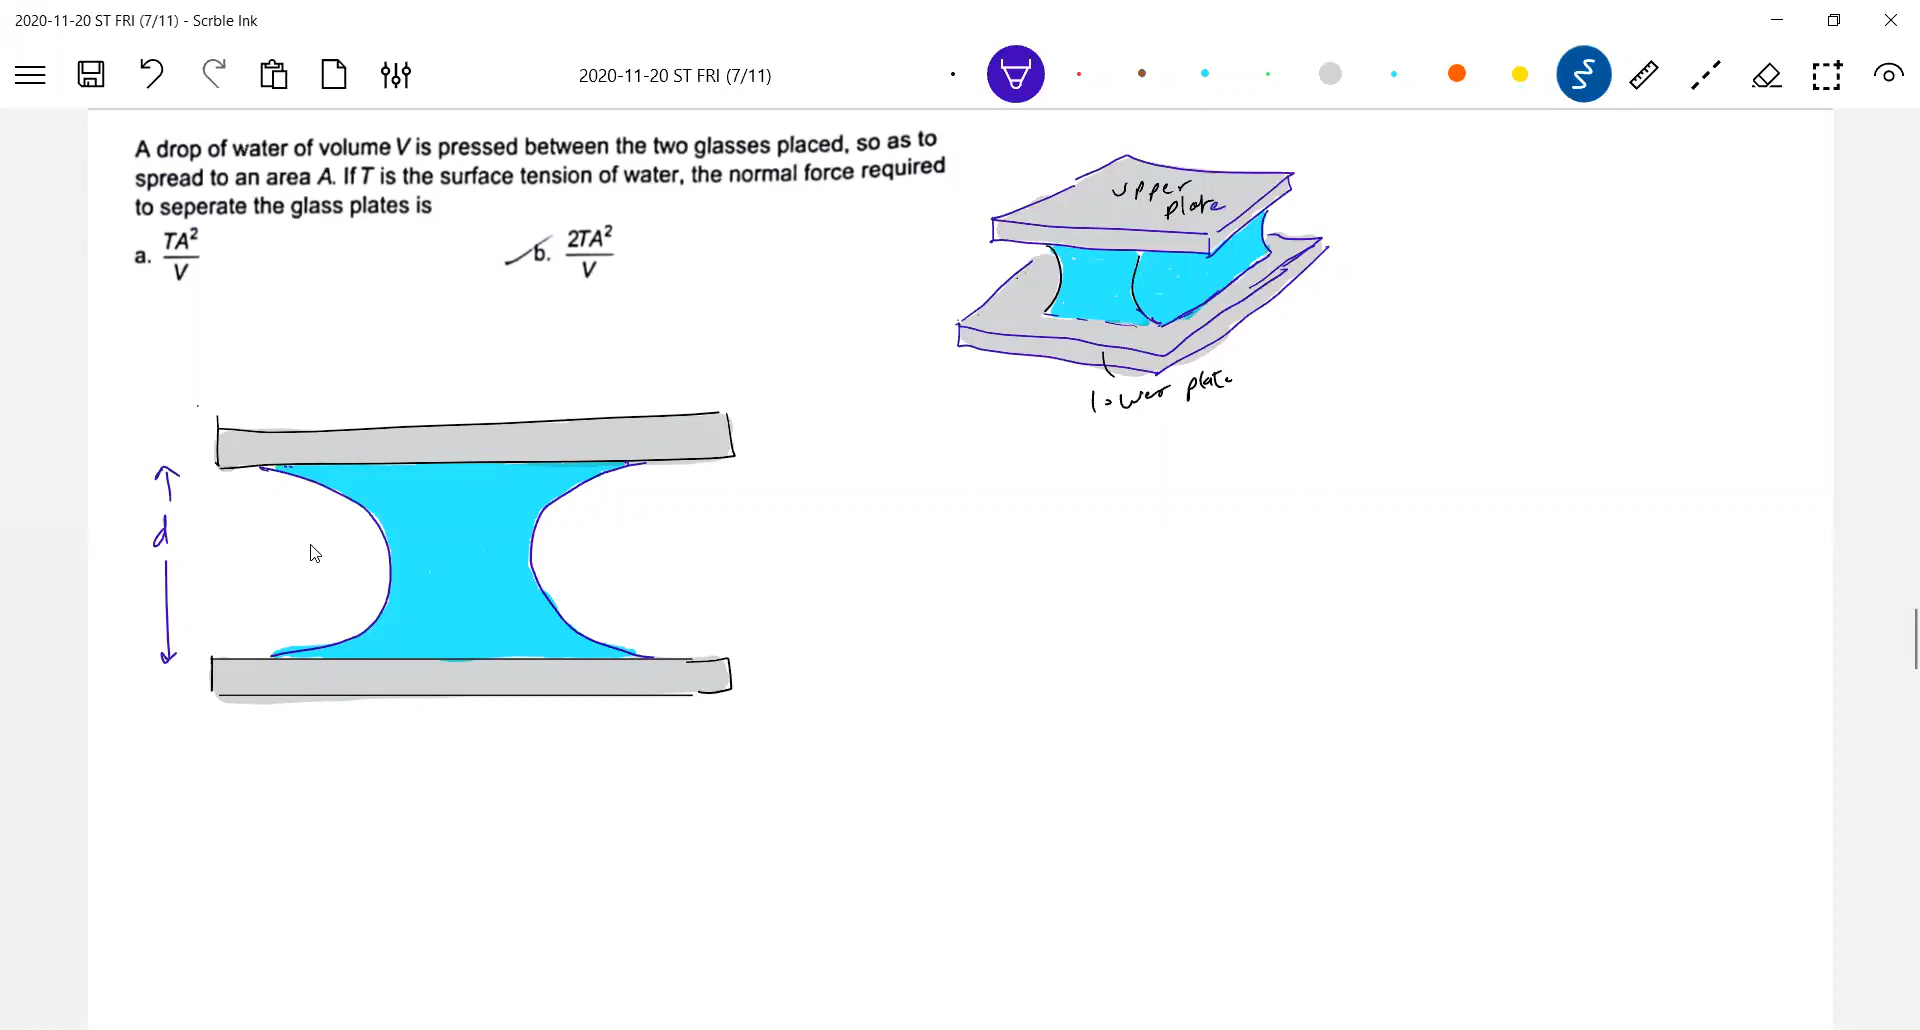 2020-11-20 ST FRI (7/11) - Scrble Ink
2020-11-20 ST FRI (7/11)
A drop of water of volume V is pressed between the two glasses placed, so as to
spread to an area A. If T is the surface tension of water, the normal force required
to seperate the glass plates is
a. TA²/V
b. 2TA²/V
upper
plate
lower plate
d